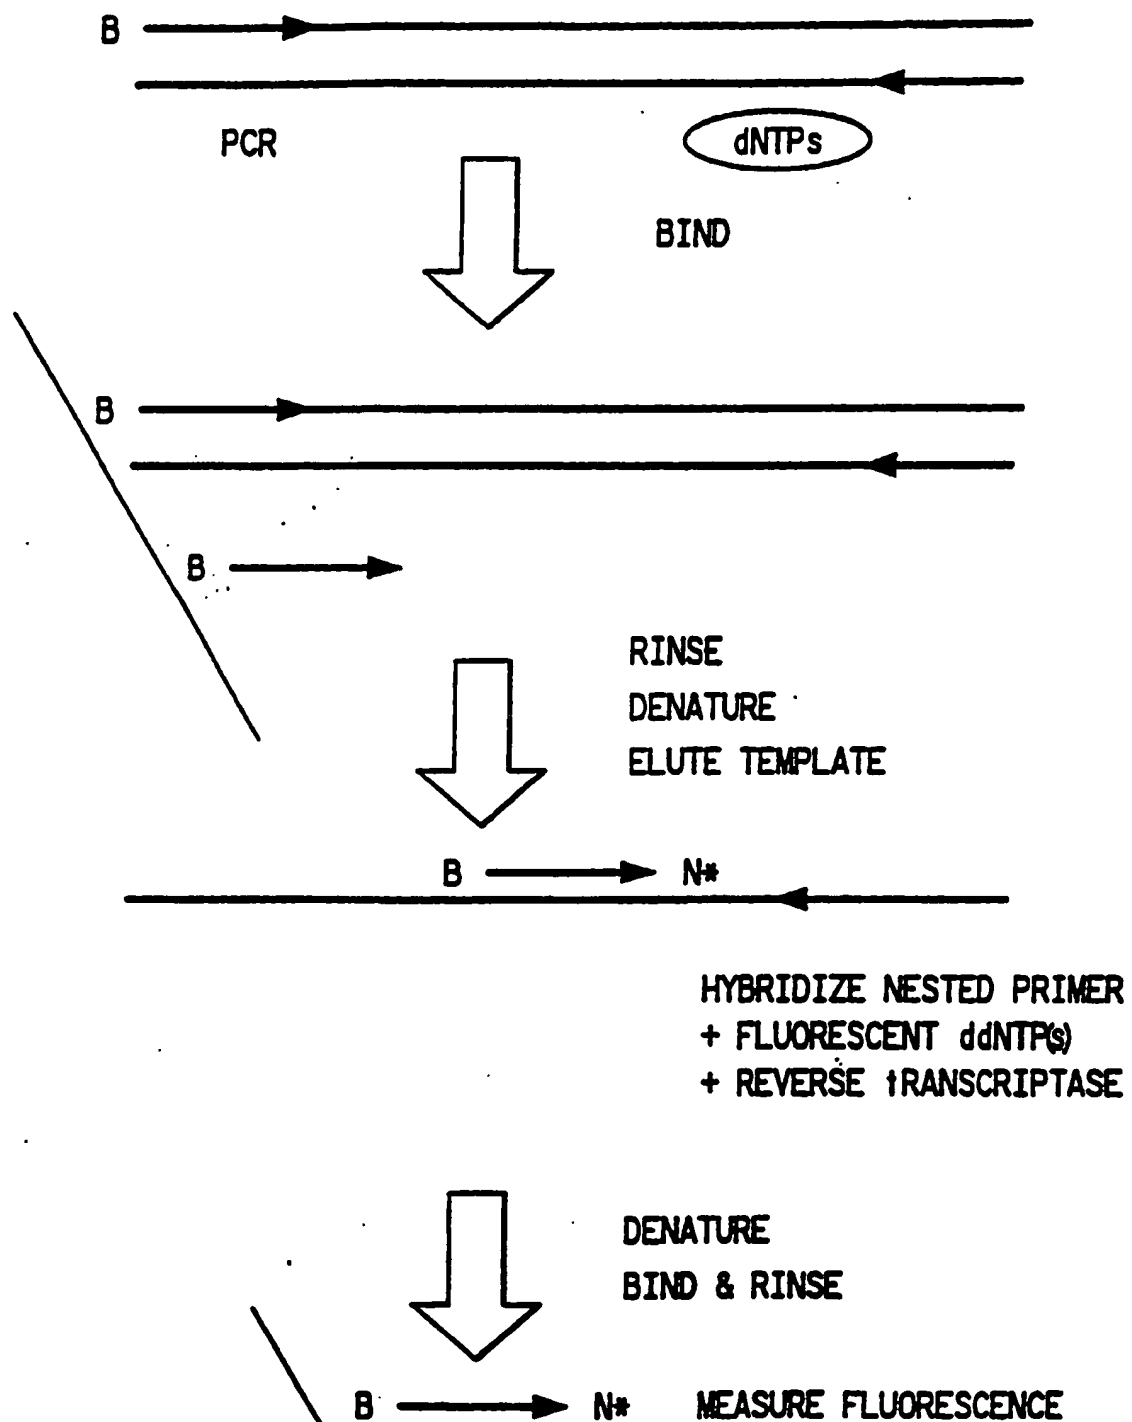 B
PCR
dNTPs
BIND
B
B
RINSE
DENATURE
ELUTE TEMPLATE
B N*
HYBRIDIZE NESTED PRIMER
+ FLUORESCENT ddNTP(s)
+ REVERSE tRANSCRIPTASE
DENATURE
BIND & RINSE
B N* MEASURE FLUORESCENCE